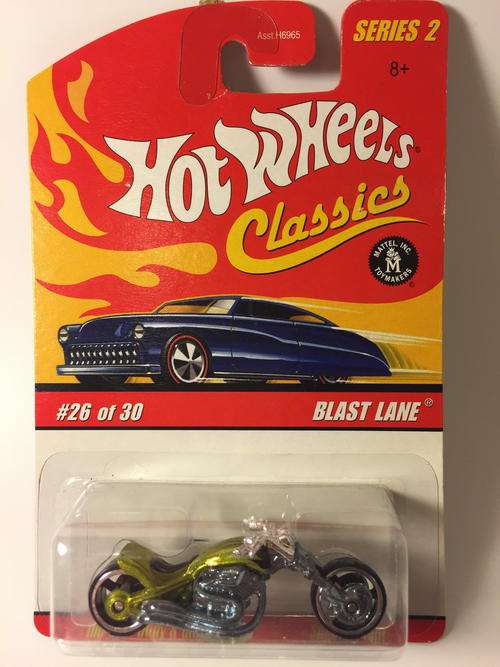 Asst.H6965
SERIES 2
8+
HOT WHEELS®
Classics
MATTEL, INC.
M
TOYMAKERS
©
#26 of 30
BLAST LANE®